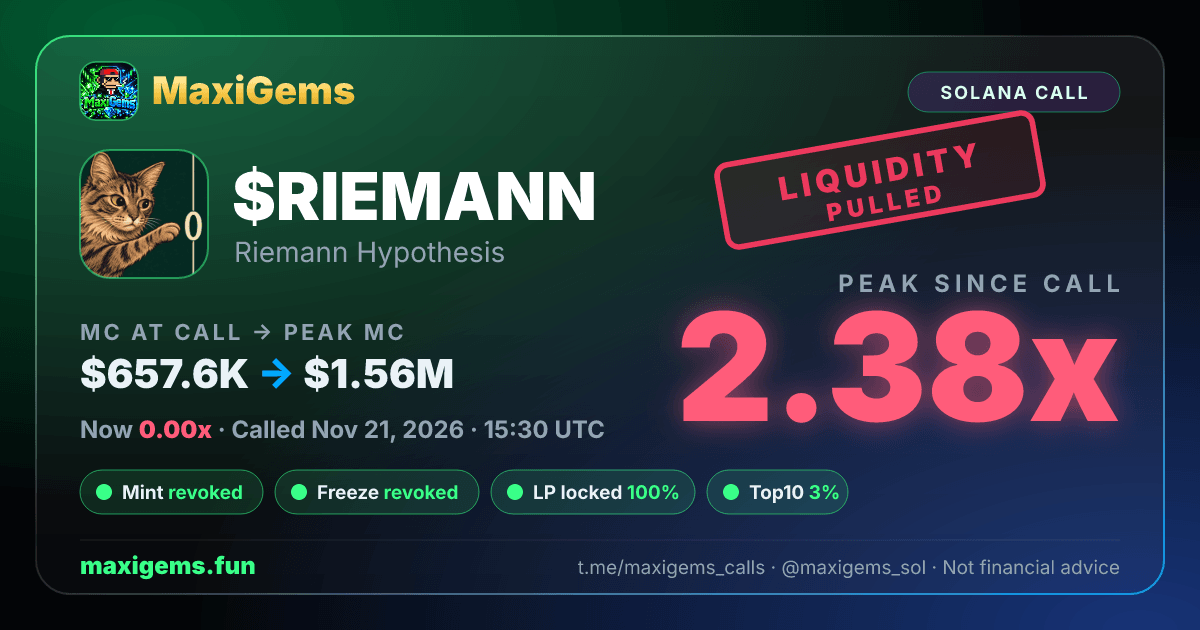 MaxiGems
MaxiGems
SOLANA CALL
LIQUIDITY
PULLED
0
$RIEMANN
Riemann Hypothesis
PEAK SINCE CALL
2.38x
MC AT CALL → PEAK MC
$657.6K → $1.56M
Now 0.00x · Called Nov 21, 2026 · 15:30 UTC
Mint revoked
Freeze revoked
LP locked 100%
Top10 3%
maxigems.fun
t.me/maxigems_calls · @maxigems_sol · Not financial advice